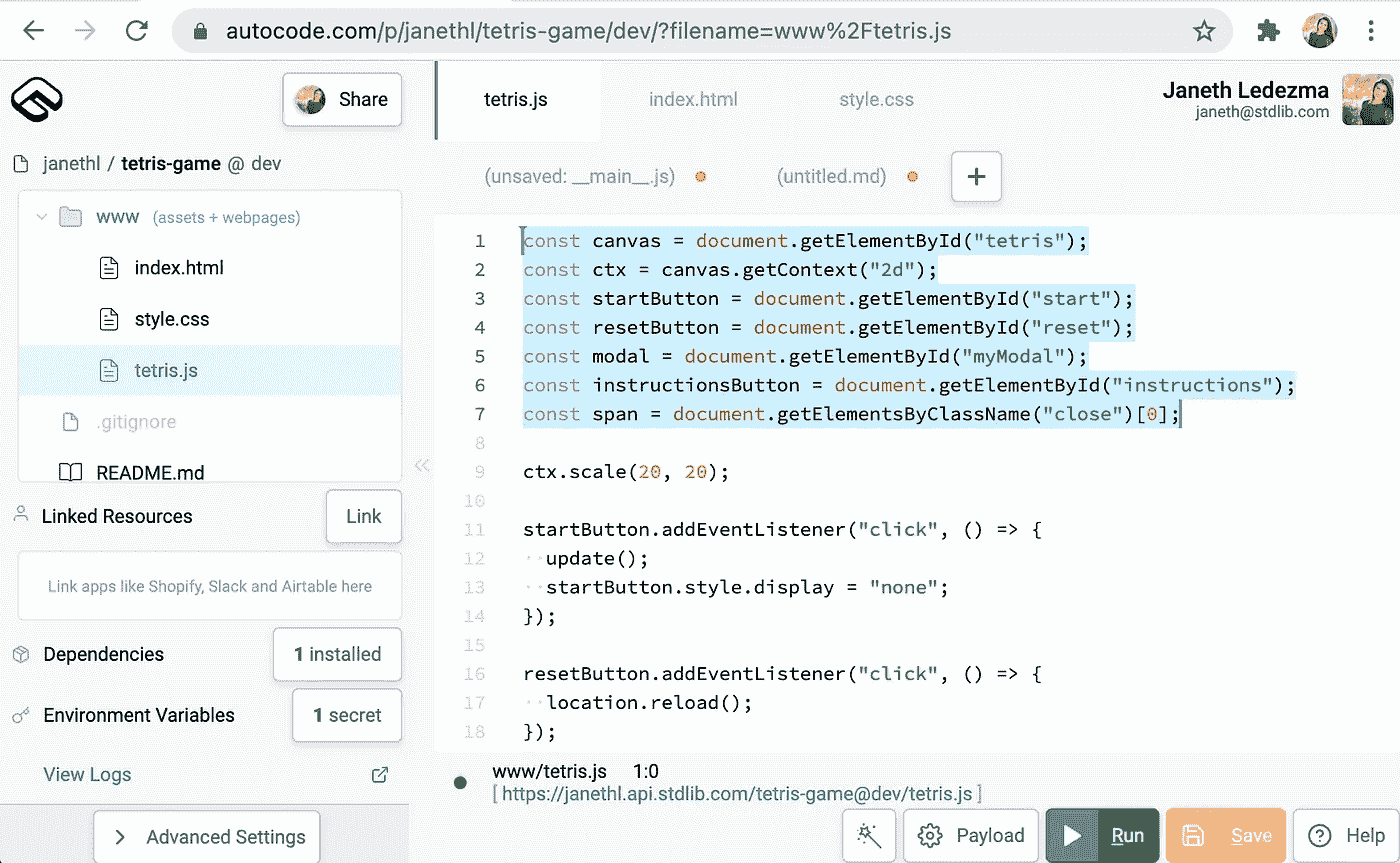 autocode.com/p/janethl/tetris-game/dev/?filename=www%2Ftetris.js
Share
tetris.js
index.html
style.css
Janeth Ledezma
janeth@stdlib.com
janethl / tetris-game @ dev
(unsaved: __main__.js)
(untitled.md)
+
www (assets + webpages)
index.html
style.css
tetris.js
.gitignore
README.md
Linked Resources
Link
Link apps like Shopify, Slack and Airtable here
Dependencies
1 installed
Environment Variables
1 secret
View Logs
Advanced Settings
1 const canvas = document.getElementById("tetris");
2 const ctx = canvas.getContext("2d");
3 const startButton = document.getElementById("start");
4 const resetButton = document.getElementById("reset");
5 const modal = document.getElementById("myModal");
6 const instructionsButton = document.getElementById("instructions");
7 const span = document.getElementsByClassName("close")[0];
8
9 ctx.scale(20, 20);
10
11 startButton.addEventListener("click", () => {
12 ··update();
13 ··startButton.style.display = "none";
14 });
15
16 resetButton.addEventListener("click", () => {
17 ··location.reload();
18 });
www/tetris.js 1:0
[ https://janethl.api.stdlib.com/tetris-game@dev/tetris.js ]
Payload
Run
Save
Help